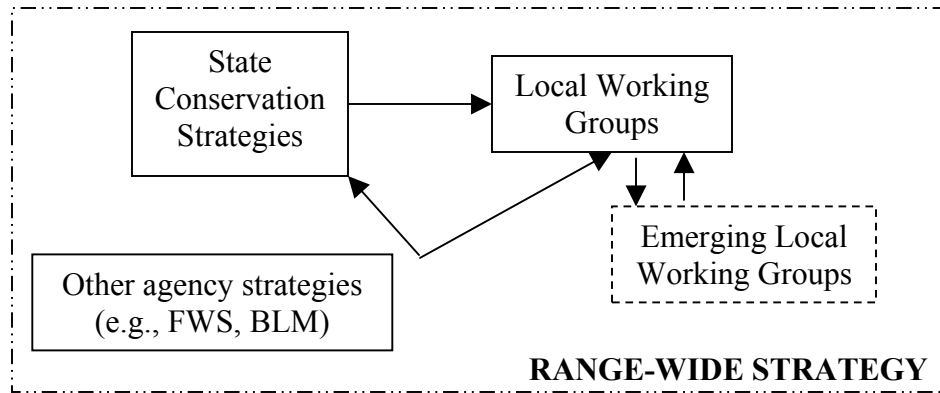 State
Conservation
Strategies
Local Working
Groups
Emerging Local
Working Groups
Other agency strategies
(e.g., FWS, BLM)
RANGE-WIDE STRATEGY